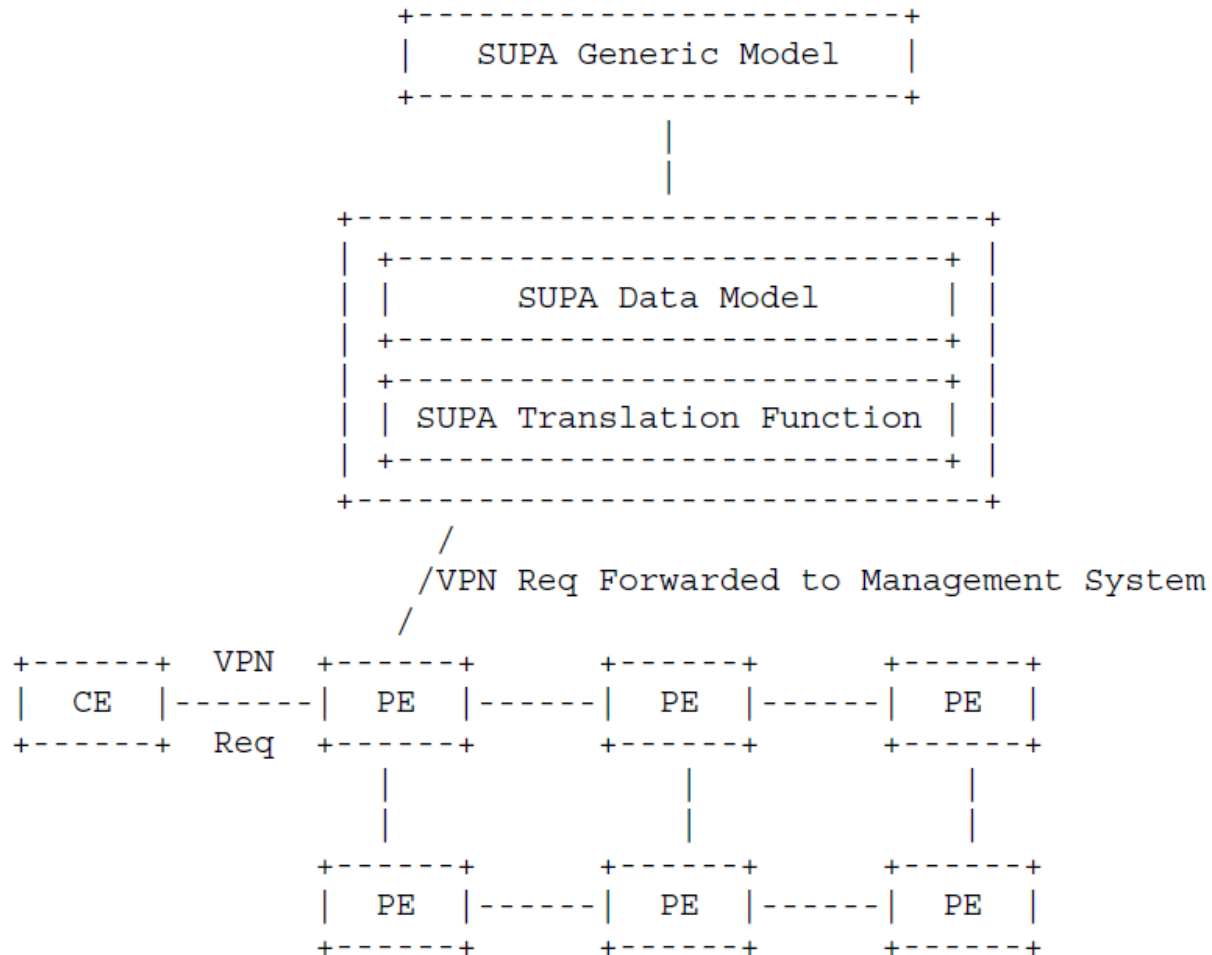 SUPA Generic Model
SUPA Data Model
SUPA Translation Function
/VPN Req Forwarded to Management System
VPN
CE PE PE PE
Req
PE PE PE